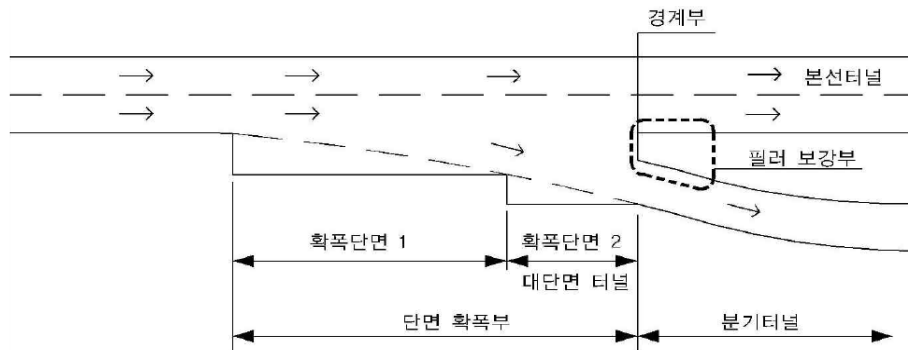 경계부
본선터널
필러 보강부
확폭단면 1
확폭단면 2
대단면 터널
단면 확폭부
분기터널